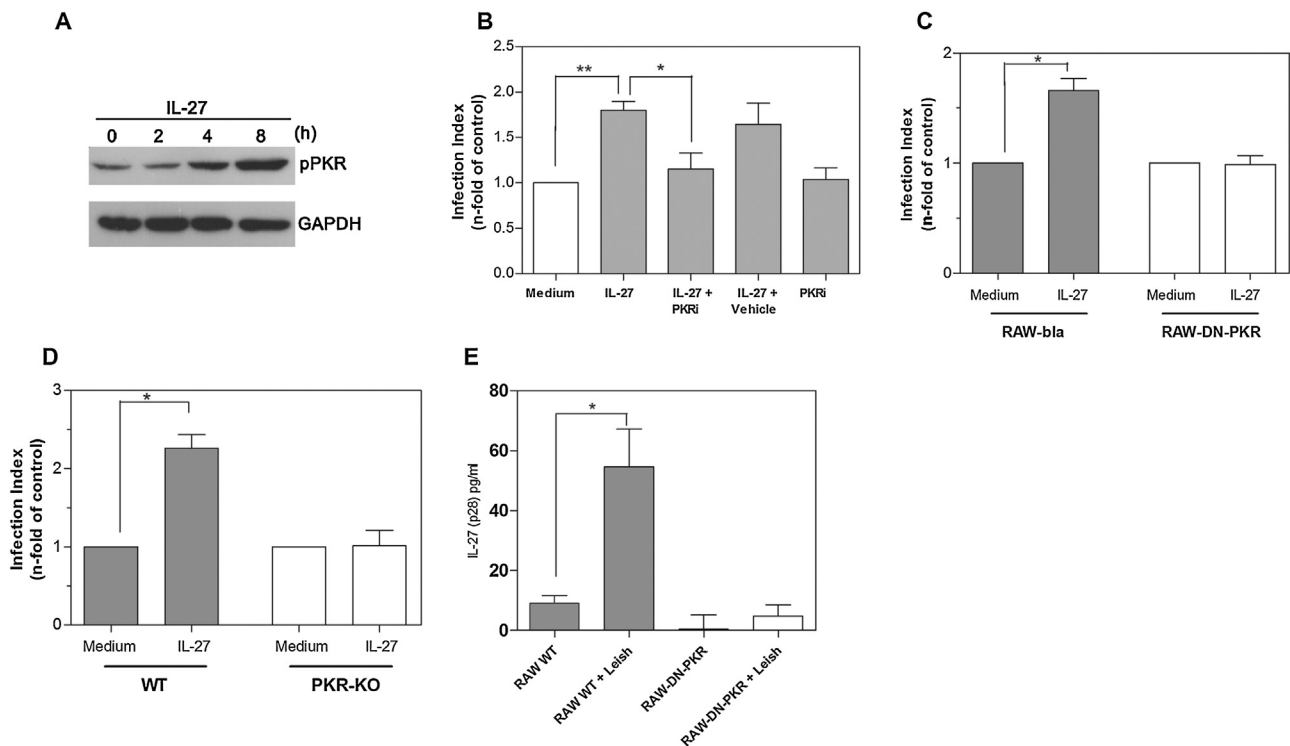 A
IL-27
0 2 4 8 (h)
pPKR
GAPDH
B
Infection Index
(n-fold of control)
2.5
2.0
1.5
1.0
0.5
0.0
** *
Medium IL-27 IL-27 + PKRi IL-27 + Vehicle PKRi
C
Infection Index
(n-fold of control)
2
1
0
*
Medium IL-27 Medium IL-27
RAW-bla RAW-DN-PKR
D
Infection Index
(n-fold of control)
3
2
1
0
*
Medium IL-27 Medium IL-27
WT PKR-KO
E
IL-27 (p28) pg/ml
80
60
40
20
0
*
RAW WT
RAW WT + Leish
RAW-DN-PKR
RAW-DN-PKR + Leish